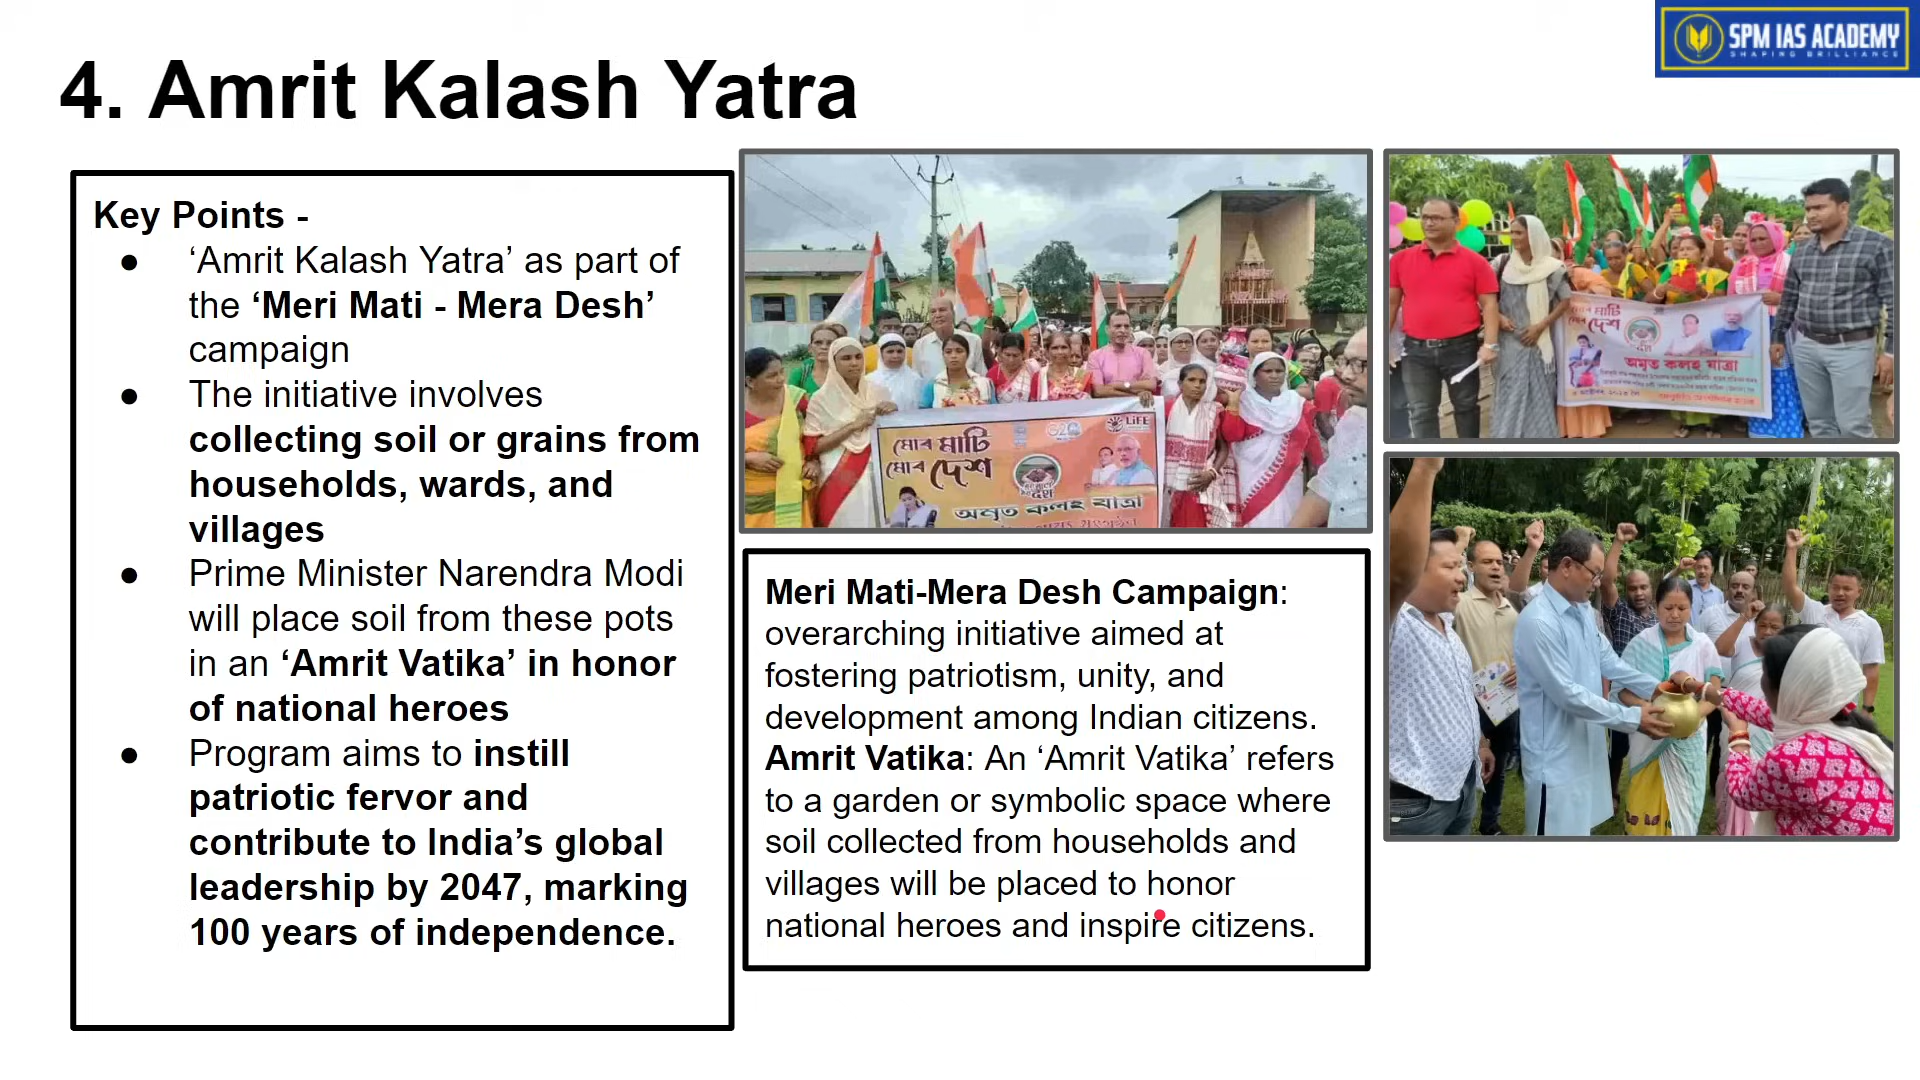 SPM IAS ACADEMY
SHAPING BRILLIANCE
4. Amrit Kalash Yatra
Key Points -
● ‘Amrit Kalash Yatra’ as part of
the ‘Meri Mati - Mera Desh’
campaign
● The initiative involves
collecting soil or grains from
households, wards, and
villages
● Prime Minister Narendra Modi
will place soil from these pots
in an ‘Amrit Vatika’ in honor
of national heroes
● Program aims to instill
patriotic fervor and
contribute to India’s global
leadership by 2047, marking
100 years of independence.
মোৰ মাটি
মোৰ দেশ
LiFE
অমৃত কলহ যাত্ৰা
মোৰ মাটি
মোৰ দেশ
অমৃত কলহ যাত্ৰা
Meri Mati-Mera Desh Campaign:
overarching initiative aimed at
fostering patriotism, unity, and
development among Indian citizens.
Amrit Vatika: An ‘Amrit Vatika’ refers
to a garden or symbolic space where
soil collected from households and
villages will be placed to honor
national heroes and inspire citizens.